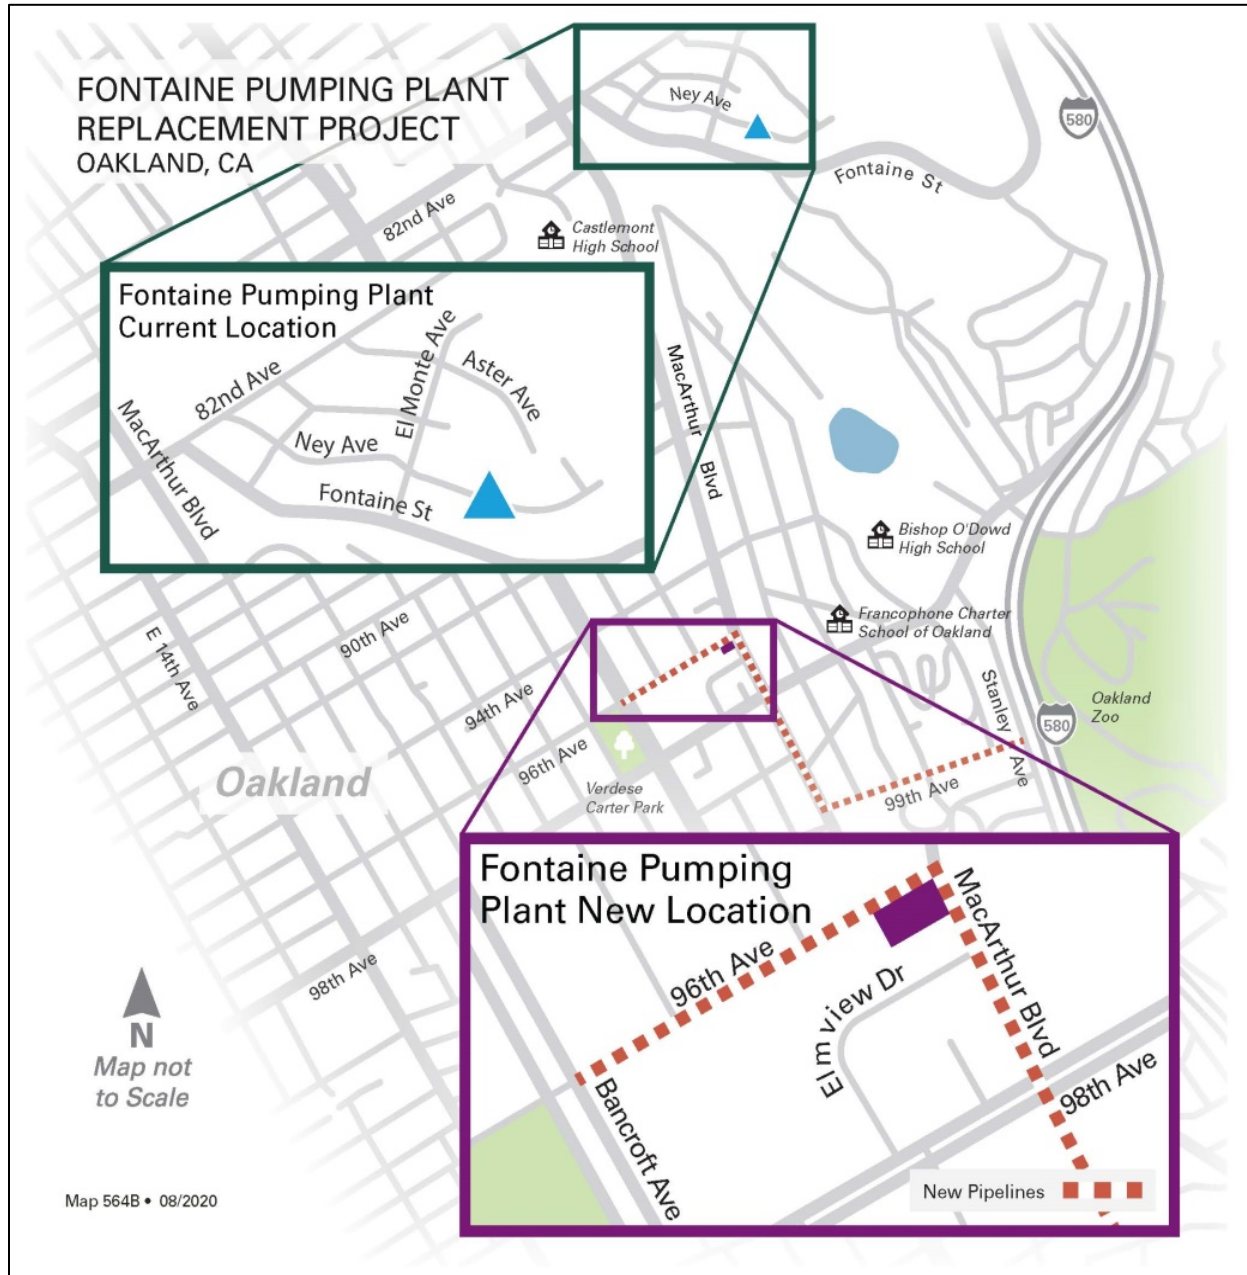 FONTAINE PUMPING PLANT
REPLACEMENT PROJECT
OAKLAND, CA
Ney Ave
580
Fontaine St
82nd Ave
Castlemont
High School
Fontaine Pumping Plant
Current Location
82nd Ave
El Monte Ave
Aster Ave
MacArthur Blvd
Ney Ave
Fontaine St
MacArthur Blvd
Bishop O'Dowd
High School
Francophone Charter
School of Oakland
E 14th Ave
90th Ave
94th Ave
96th Ave
Stanley Ave
580
Oakland
Zoo
Oakland
Verdese
Carter Park
99th Ave
98th Ave
Fontaine Pumping
Plant New Location
96th Ave
MacArthur Blvd
Elmview Dr
Bancroft Ave
98th Ave
New Pipelines
N
Map not
to Scale
Map 564B • 08/2020